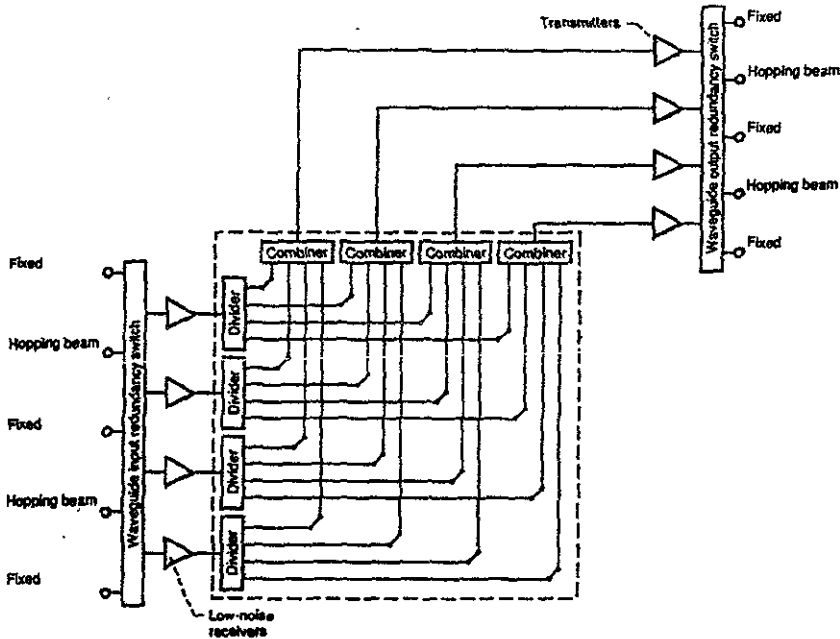 Transmitters
Fixed
Hopping beam
Fixed
Hopping beam
Fixed
Waveguide output redundancy switch
Combiner
Combiner
Combiner
Combiner
Fixed
Hopping beam
Fixed
Hopping beam
Fixed
Waveguide input redundancy switch
Divider
Divider
Divider
Divider
Low-noise
receivers